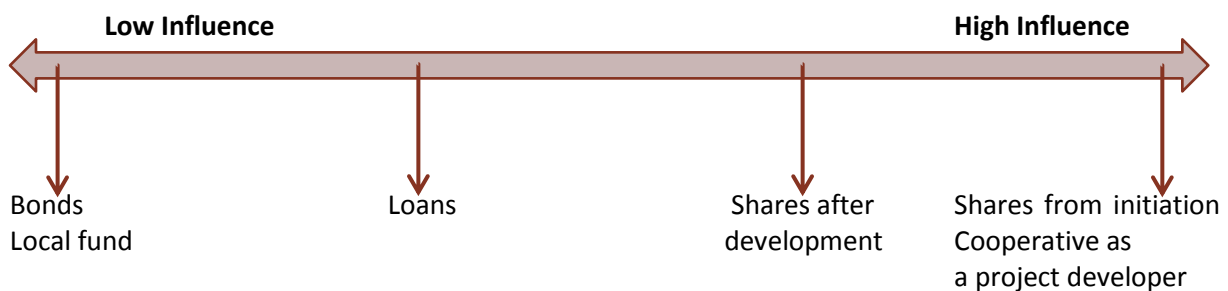 Low Influence
High Influence
Bonds
Local fund
Loans
Shares after
development
Shares from initiation
Cooperative as
a project developer